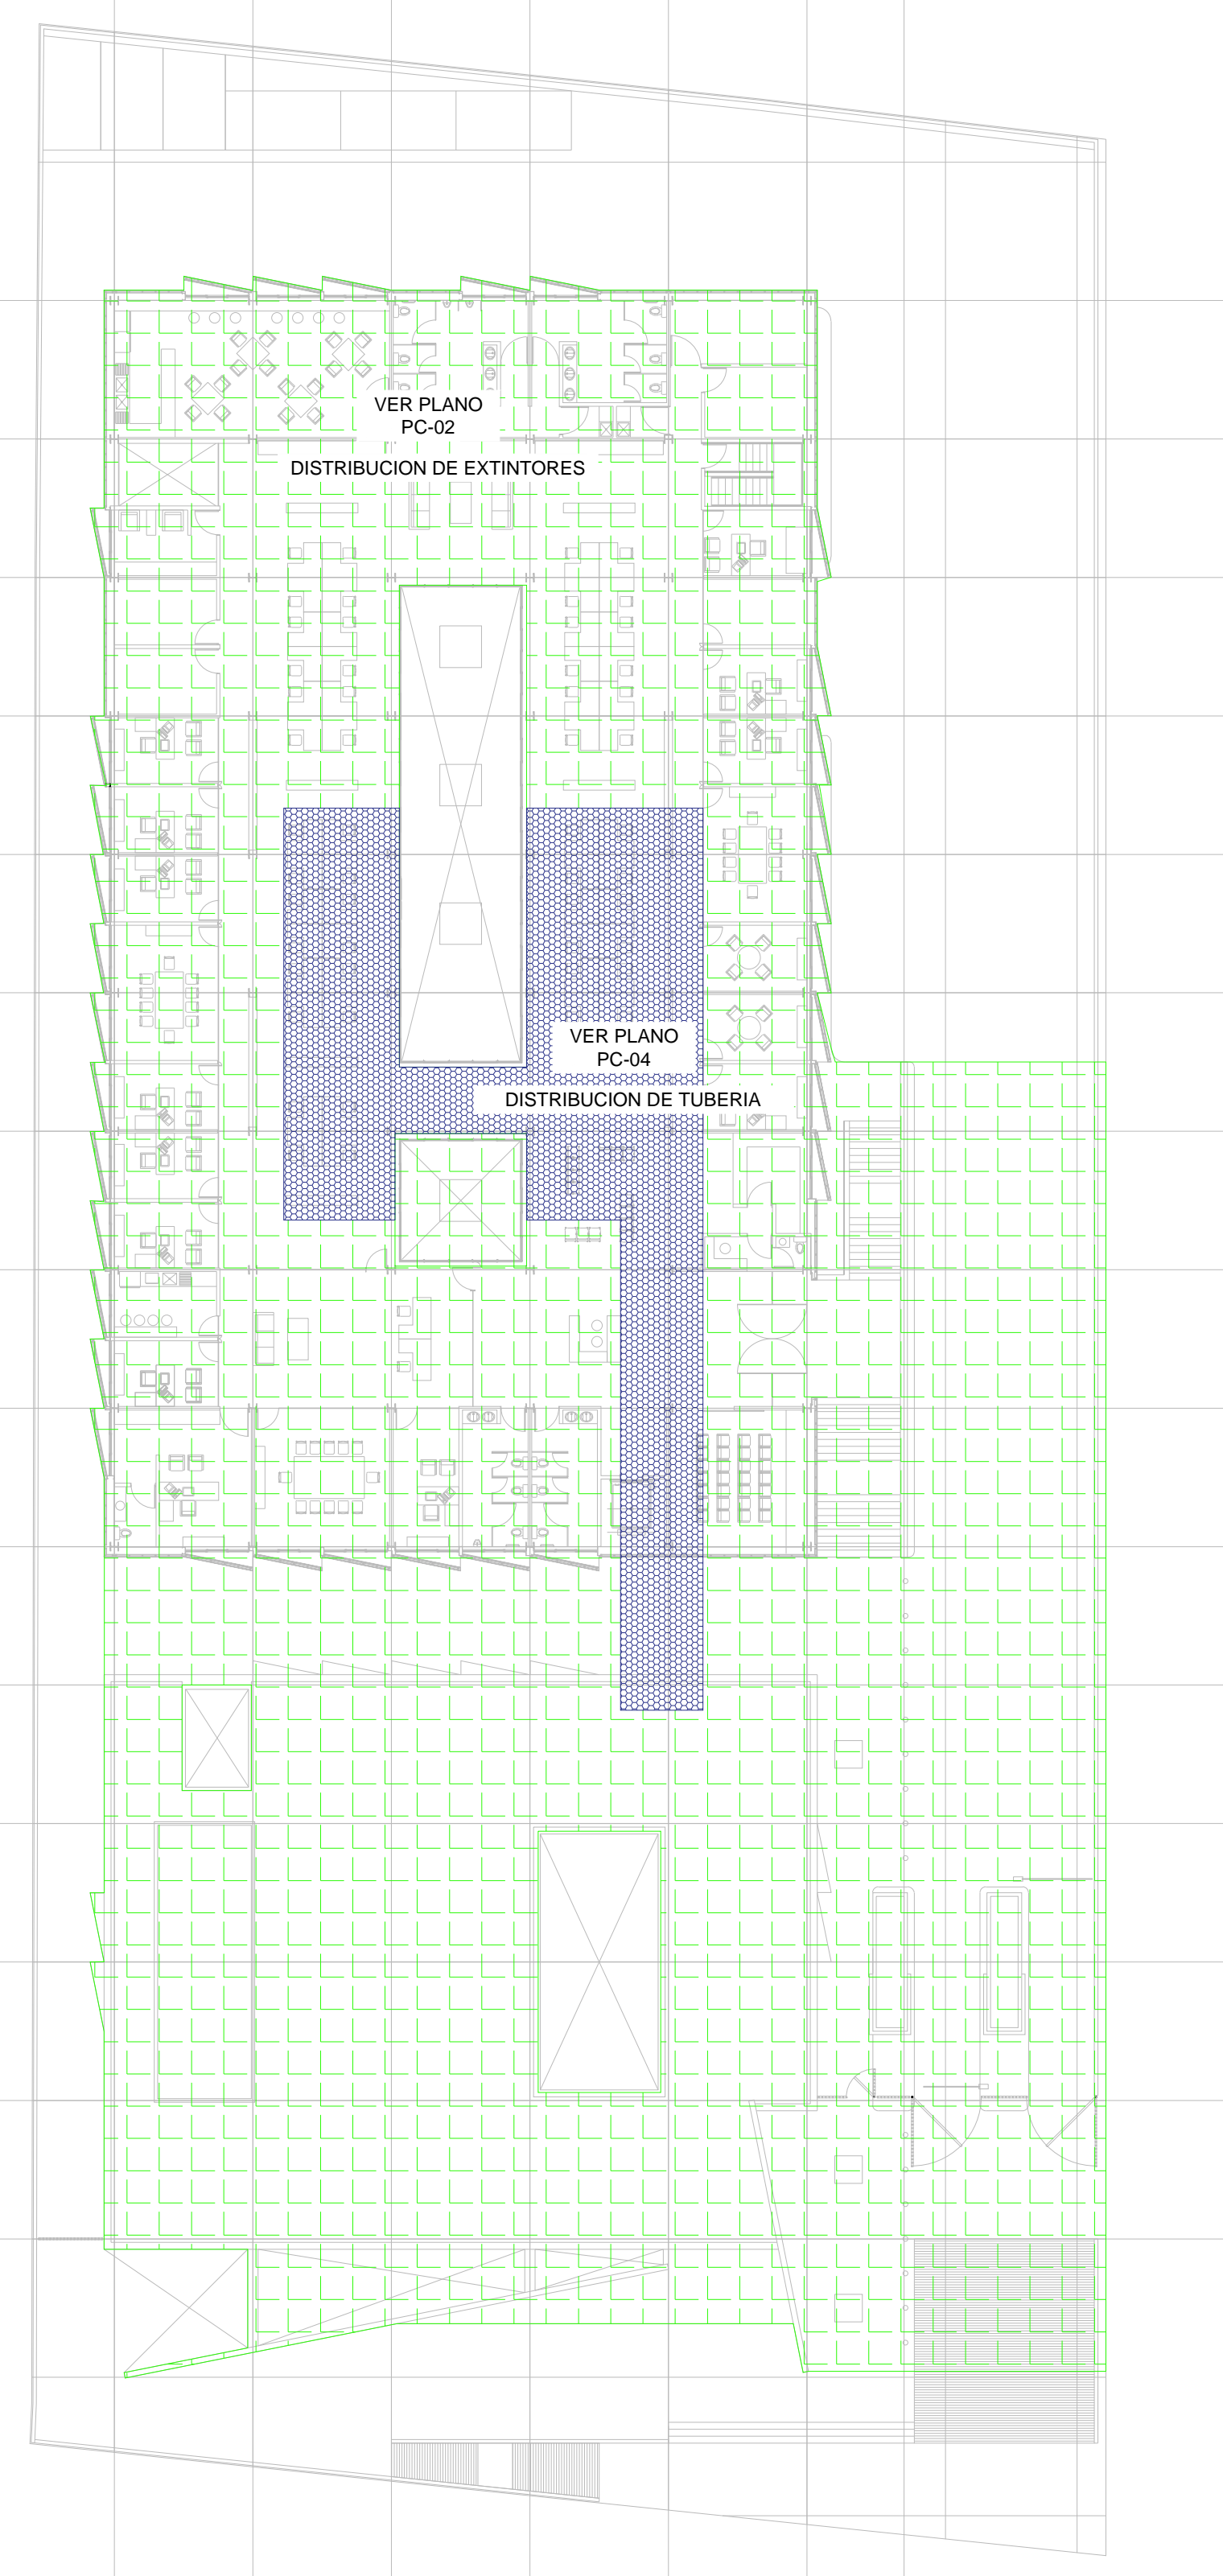 VER PLANO
PC-02
DISTRIBUCION DE EXTINTORES
VER PLANO
PC-04
DISTRIBUCION DE TUBERIA